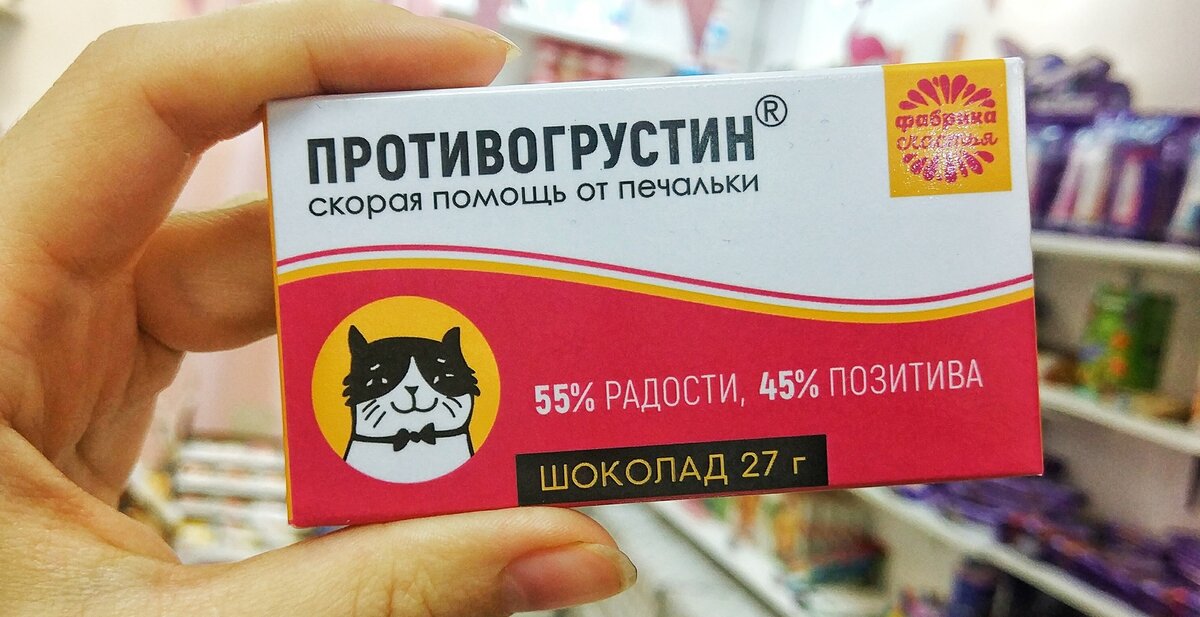 ПРОТИВОГРУСТИН®
скорая помощь от печальки
фабрика
счастья
55% РАДОСТИ, 45% ПОЗИТИВА
ШОКОЛАД 27 г